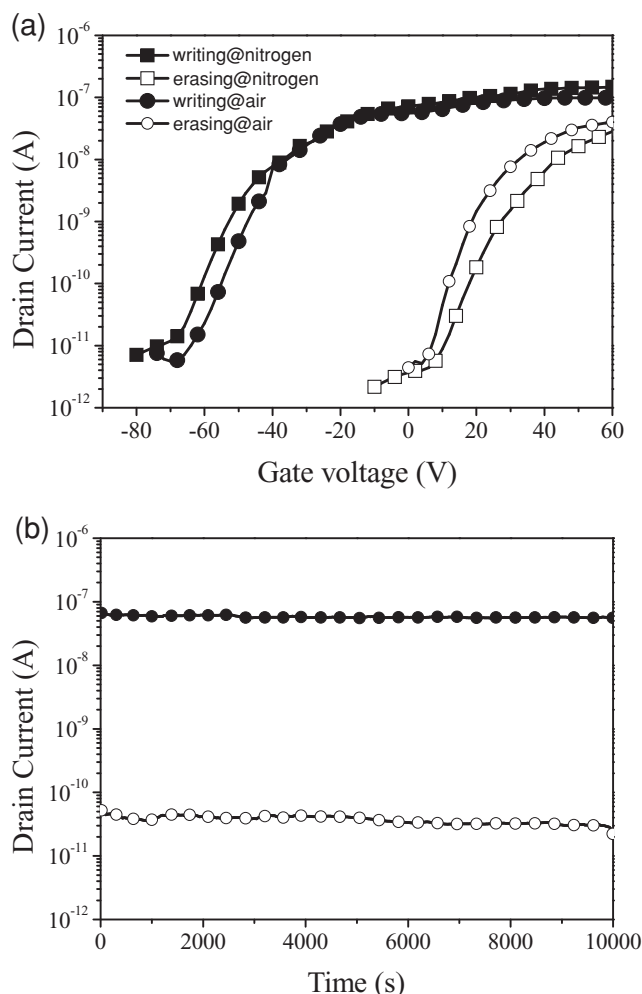 (a)
10⁻⁶
10⁻⁷
10⁻⁸
10⁻⁹
10⁻¹⁰
10⁻¹¹
10⁻¹²
Drain Current (A)
writing@nitrogen
erasing@nitrogen
writing@air
erasing@air
-80 -60 -40 -20 0 20 40 60
Gate voltage (V)
(b)
10⁻⁶
10⁻⁷
10⁻⁸
10⁻⁹
10⁻¹⁰
10⁻¹¹
10⁻¹²
Drain Current (A)
0 2000 4000 6000 8000 10000
Time (s)